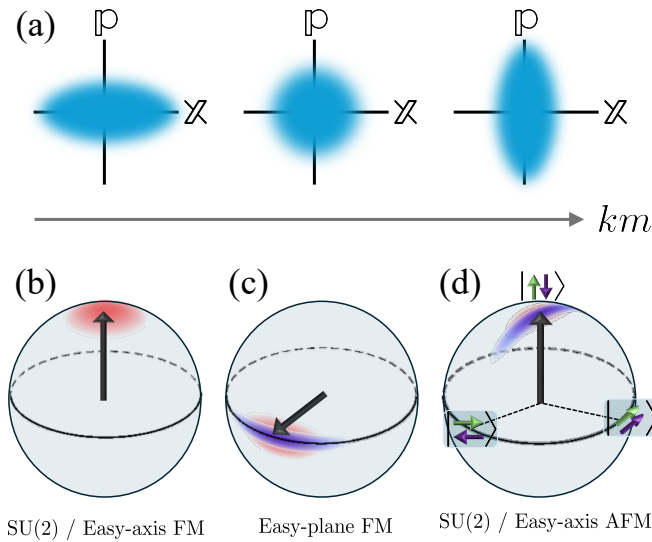 (a)
ℙ ℙ ℙ
𝕏 𝕏 𝕏
km
(b) (c) (d)
|↑↓⟩
|→←⟩ |↗↗⟩
SU(2) / Easy-axis FM
Easy-plane FM
SU(2) / Easy-axis AFM